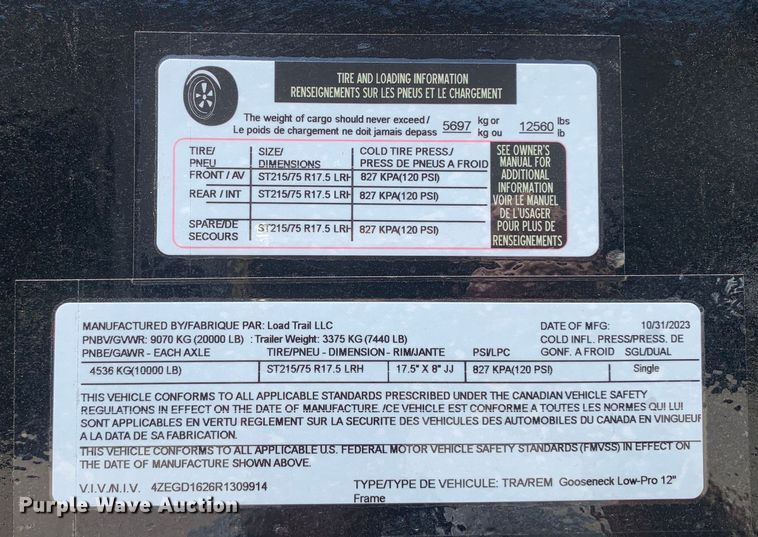 TIRE AND LOADING INFORMATION
RENSEIGNEMENTS SUR LES PNEUS ET LE CHARGEMENT
The weight of cargo should never exceed / 5697 kg or 12560 lbs
Le poids de chargement ne doit jamais depass kg ou lb
TIRE/ SIZE/ COLD TIRE PRESS./
PNEU DIMENSIONS PRESS DE PNEUS A FROID
FRONT / AV ST215/75 R17.5 LRH 827 KPA(120 PSI)
REAR / INT ST215/75 R17.5 LRH 827 KPA(120 PSI)
SPARE/DE SECOURS ST215/75 R17.5 LRH 827 KPA(120 PSI)
SEE OWNER'S
MANUAL FOR
ADDITIONAL
INFORMATION
VOIR LE MANUEL
DE L'USAGER
POUR PLUS DE
RENSEIGNEMENTS
MANUFACTURED BY/FABRIQUE PAR: Load Trail LLC DATE OF MFG: 10/31/2023
PNBV/GVWR: 9070 KG (20000 LB) : Trailer Weight: 3375 KG (7440 LB) COLD INFL. PRESS/PRESS. DE
PNBE/GAWR - EACH AXLE TIRE/PNEU - DIMENSION - RIM/JANTE PSI/LPC GONF. A FROID SGL/DUAL
4536 KG(10000 LB) ST215/75 R17.5 LRH 17.5" X 8" JJ 827 KPA(120 PSI) Single
THIS VEHICLE CONFORMS TO ALL APPLICABLE STANDARDS PRESCRIBED UNDER THE CANADIAN VEHICLE SAFETY
REGULATIONS IN EFFECT ON THE DATE OF MANUFACTURE. /CE VEHICLE EST CONFORME A TOUTES LES NORMES QUI LUI
SONT APPLICABLES EN VERTU REGLEMENT SUR LA SECURITE DES VEHICULES DES AUTOMOBILES DU CANADA EN VINGUEUF
A LA DATA DE SA FABRICATION.
THIS VEHICLE CONFORMS TO ALL APPLICABLE U.S. FEDERAL MOTOR VEHICLE SAFETY STANDARDS (FMVSS) IN EFFECT ON
THE DATE OF MANUFACTURE SHOWN ABOVE.
V.I.V./N.I.V. 4ZEGD1626R1309914 TYPE/TYPE DE VEHICULE: TRA/REM Gooseneck Low-Pro 12"
Frame
Purple Wave Auction